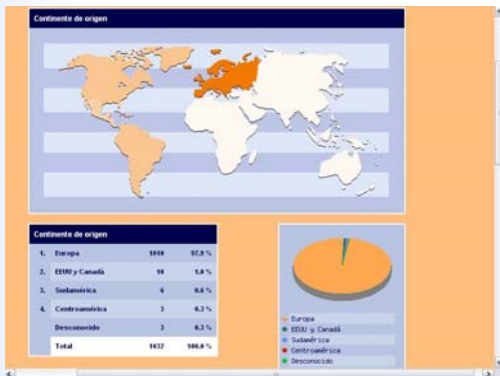 Continente de origen
Continente de origen
1. Europa 1010 97.9 %
2. EEUU y Canadá 10 1.0 %
3. Sudamérica 6 0.6 %
4. Centroamérica 3 0.3 %
Desconocido 3 0.3 %
Total 1032 100.0 %
Europa
EEUU y Canadá
Sudamérica
Centroamérica
Desconocido